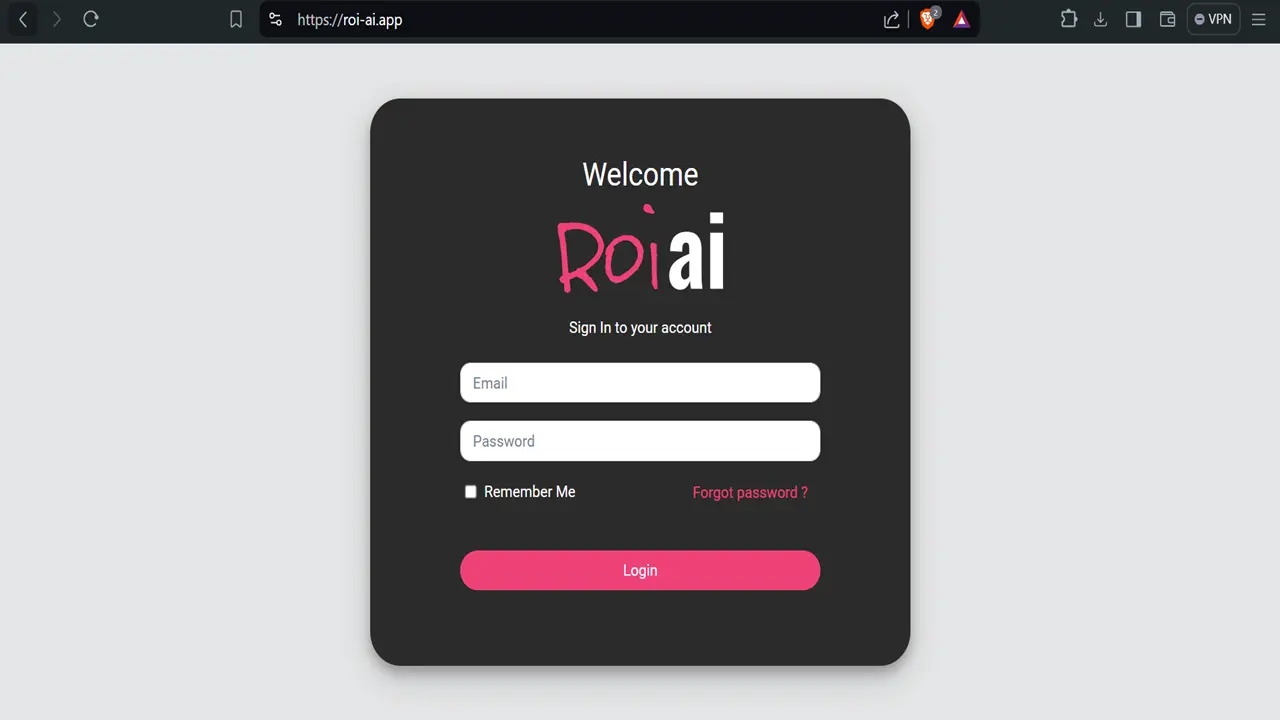 https://roi-ai.app
2
VPN
Welcome
Roi ai
Sign In to your account
Email
Password
Remember Me
Forgot password ?
Login